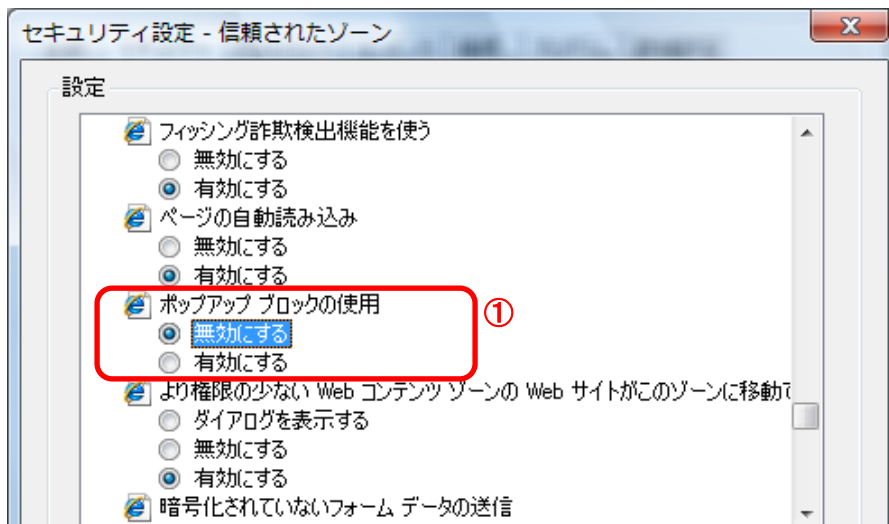 セキュリティ設定 - 信頼されたゾーン
設定
フィッシング詐欺検出機能を使う
無効にする
有効にする
ページの自動読み込み
無効にする
有効にする
ポップアップ ブロックの使用
①
無効にする
有効にする
より権限の少ない Web コンテンツ ゾーンの Web サイトがこのゾーンに移動で
ダイアログを表示する
無効にする
有効にする
暗号化されていないフォーム データの送信